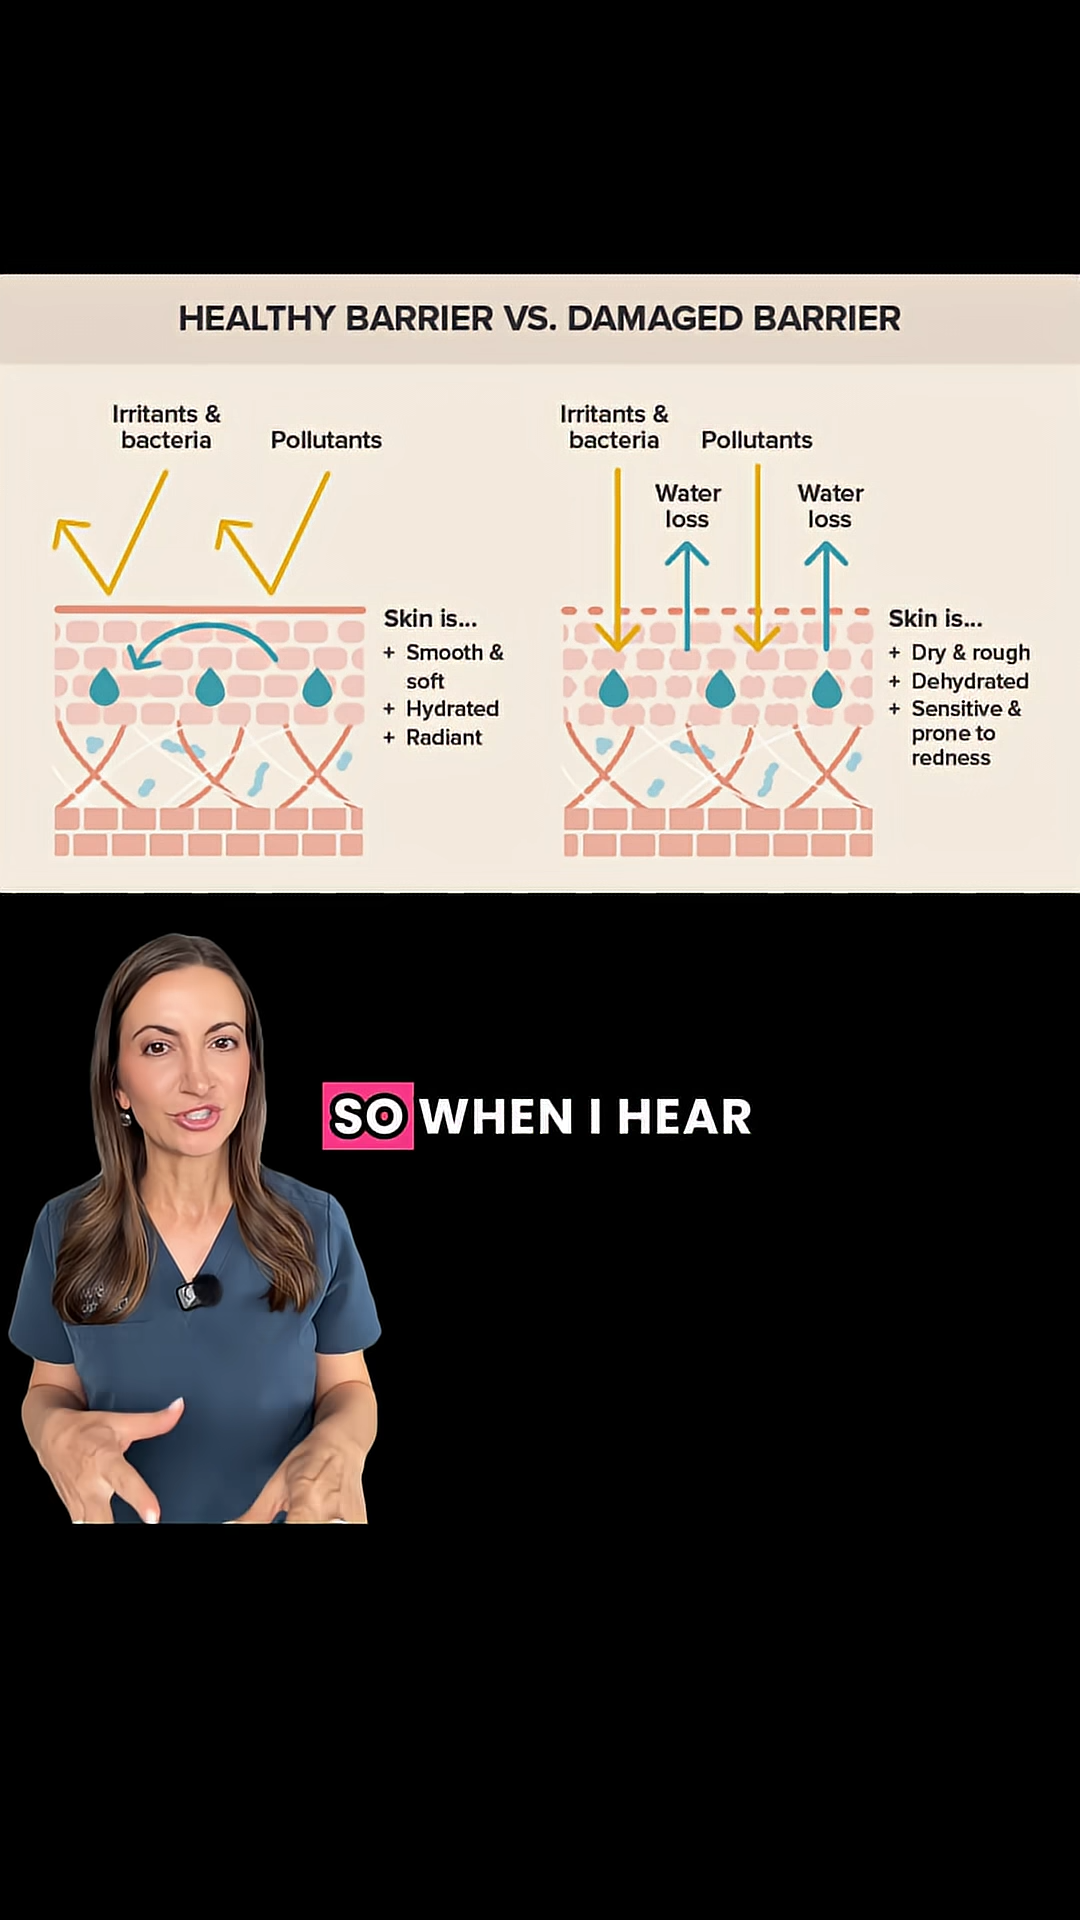 HEALTHY BARRIER VS. DAMAGED BARRIER
Irritants &
bacteria
Pollutants
Skin is...
+ Smooth &
soft
+ Hydrated
+ Radiant
Irritants &
bacteria
Pollutants
Water
loss
Water
loss
Skin is...
+ Dry & rough
+ Dehydrated
+ Sensitive &
prone to
redness
SO WHEN I HEAR